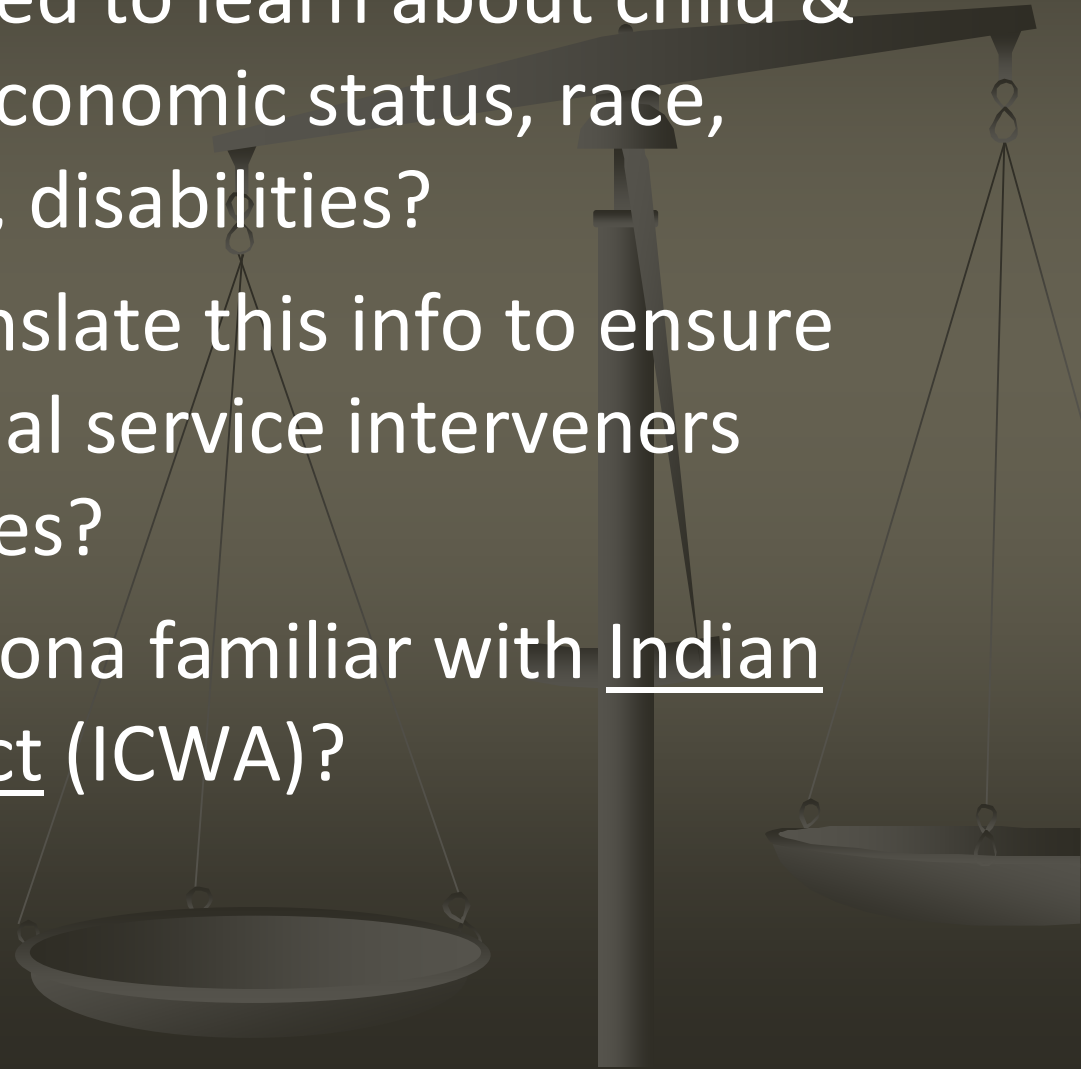 ed to learn about child &
conomic status, race,
, disabilities?
nslate this info to ensure
al service interveners
es?
ona familiar with Indian
ct (ICWA)?